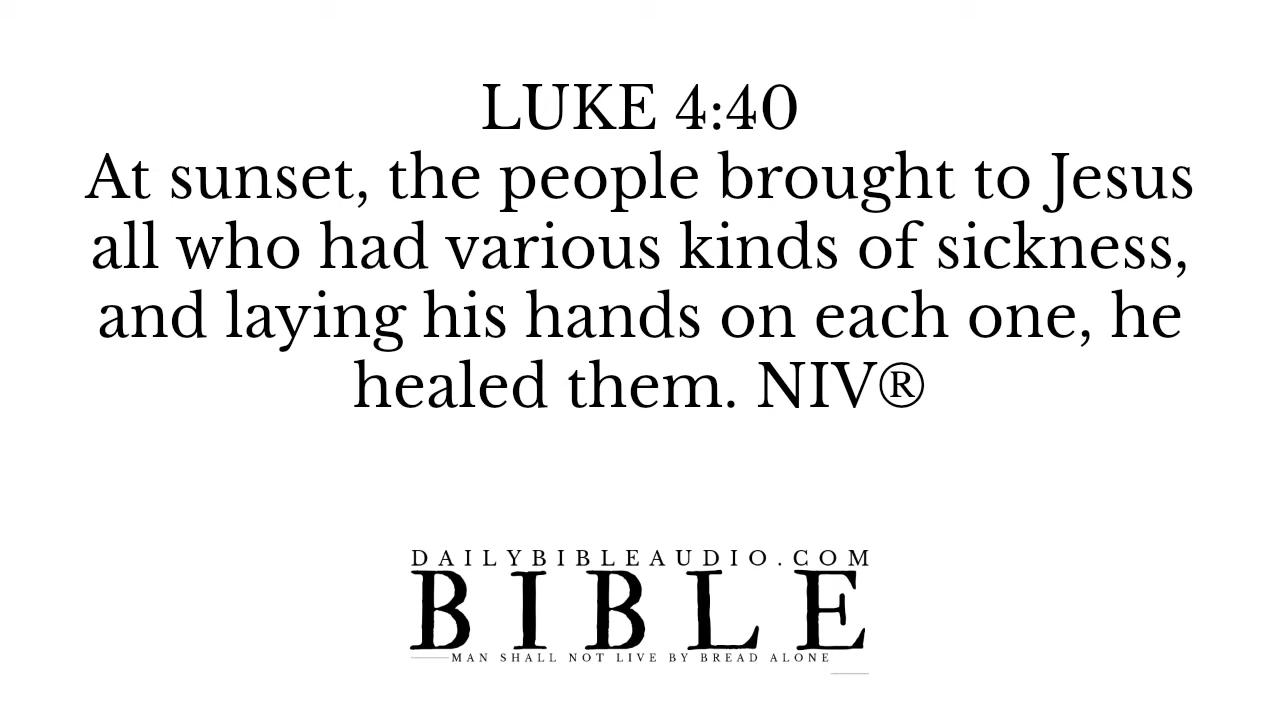 LUKE 4:40
At sunset, the people brought to Jesus
all who had various kinds of sickness,
and laying his hands on each one, he
healed them. NIV®
DAILYBIBLEAUDIO.COM
BIBLE
MAN SHALL NOT LIVE BY BREAD ALONE